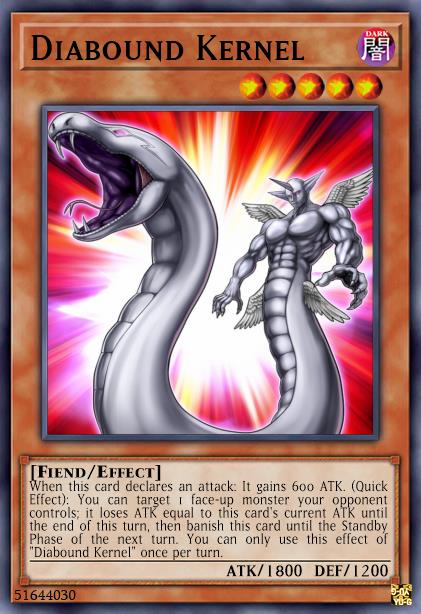 DIABOUND KERNEL
DARK
闇
[FIEND/EFFECT]
When this card declares an attack: It gains 600 ATK. (Quick
Effect): You can target 1 face-up monster your opponent
controls; it loses ATK equal to this card's current ATK until
the end of this turn, then banish this card until the Standby
Phase of the next turn. You can only use this effect of
"Diabound Kernel" once per turn.
ATK/1800 DEF/1200
51644030